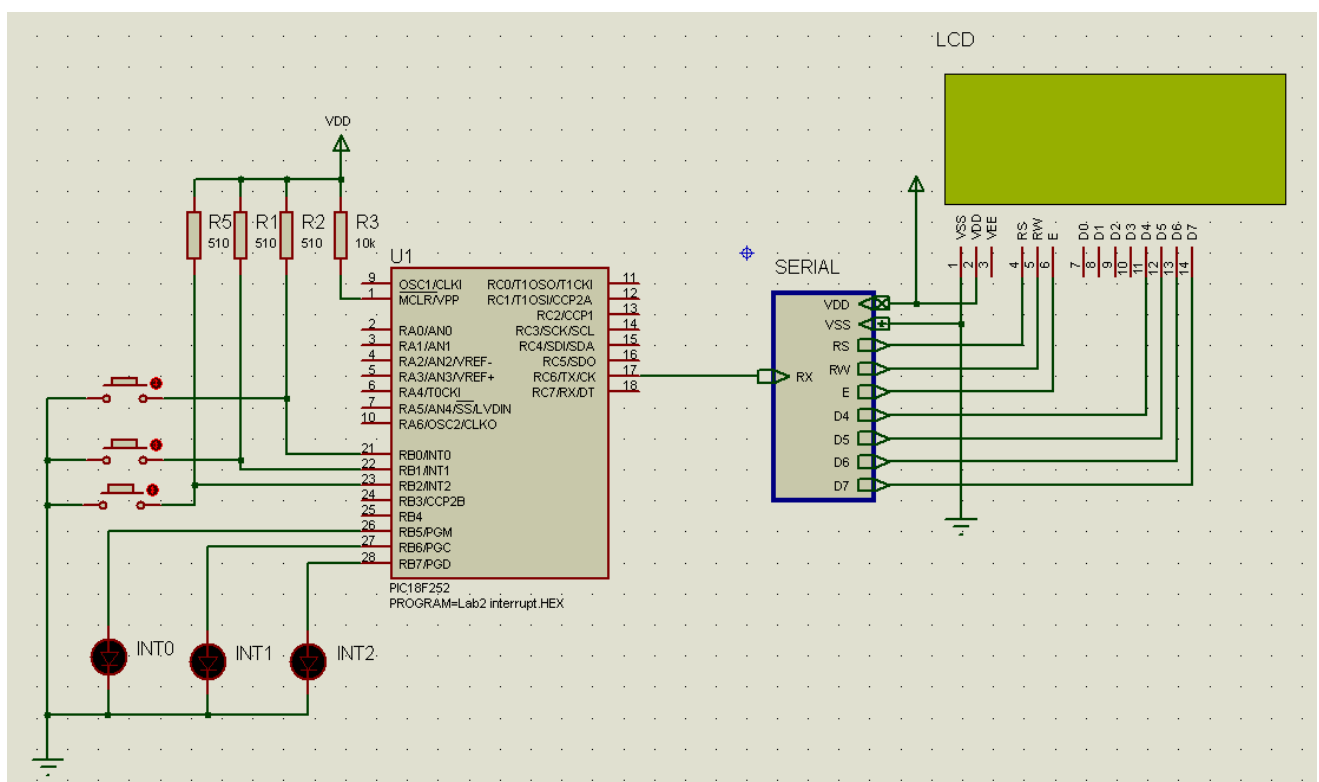 LCD
VDD
R5
510
R1
510
R2
510
R3
10k
U1
9 OSC1/CLKI
1 MCLR/VPP
2 RA0/AN0
3 RA1/AN1
4 RA2/AN2/VREF-
5 RA3/AN3/VREF+
6 RA4/T0CKI
7 RA5/AN4/SS/LVDIN
10 RA6/OSC2/CLKO
21 RB0/INT0
22 RB1/INT1
23 RB2/INT2
24 RB3/CCP2B
25 RB4
26 RB5/PGM
27 RB6/PGC
28 RB7/PGD
RC0/T1OSO/T1CKI 11
RC1/T1OSI/CCP2A 12
RC2/CCP1 13
RC3/SCK/SCL 14
RC4/SDI/SDA 15
RC5/SDO 16
RC6/TX/CK 17
RC7/RX/DT 18
PIC18F252
PROGRAM=Lab2 interrupt.HEX
INT0
INT1
INT2
SERIAL
RX
VDD
VSS
RS
RW
E
D4
D5
D6
D7
VSS 1
VDD 2
VEE 3
RS 4
RW 5
E 6
D0 7
D1 8
D2 9
D3 10
D4 11
D5 12
D6 13
D7 14